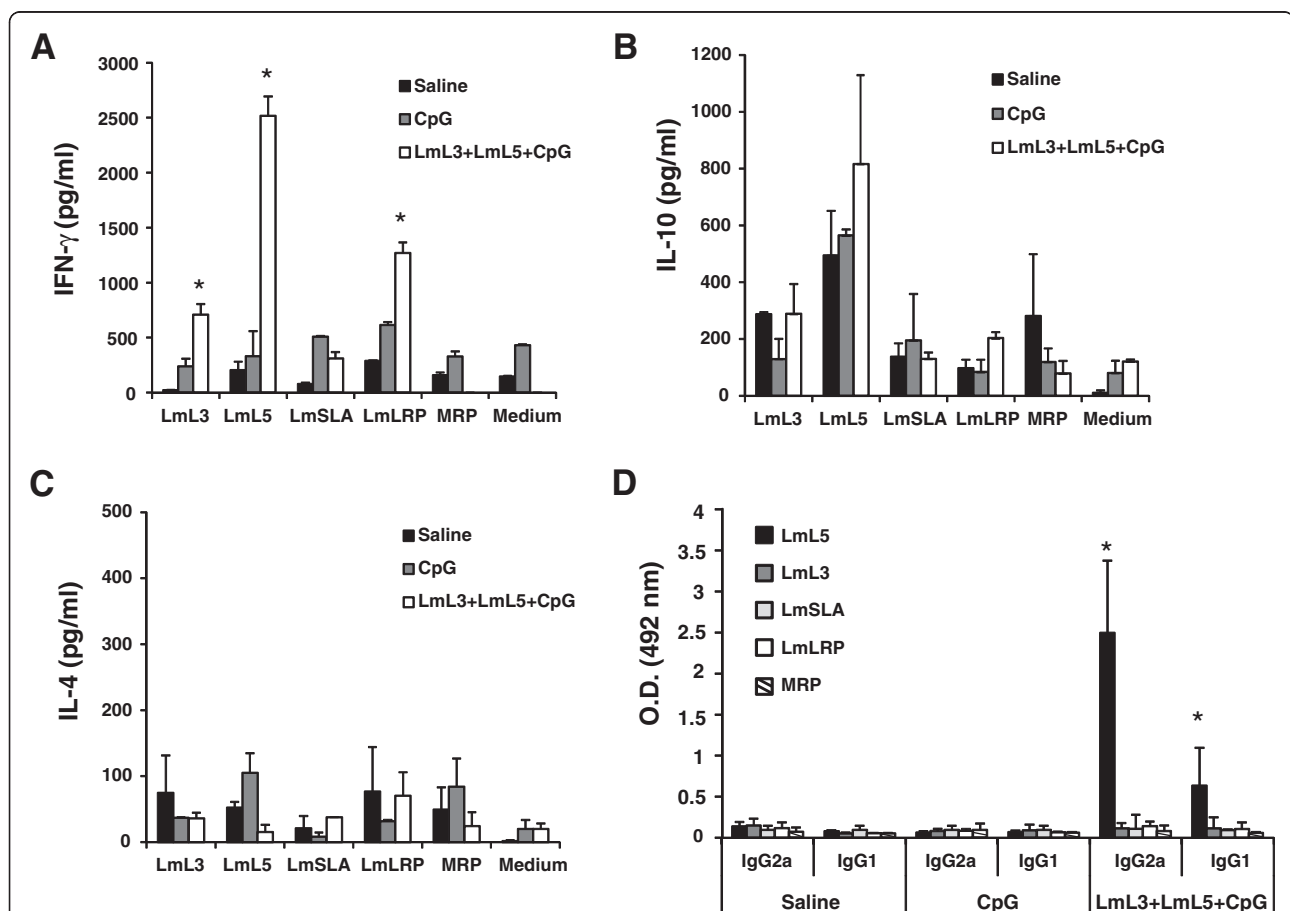 A
3000
2500
2000
1500
1000
500
0
IFN-γ (pg/ml)
Saline
CpG
LmL3+LmL5+CpG
*
*
*
LmL3 LmL5 LmSLA LmLRP MRP Medium
B
1200
1000
800
600
400
200
0
IL-10 (pg/ml)
Saline
CpG
LmL3+LmL5+CpG
LmL3 LmL5 LmSLA LmLRP MRP Medium
C
500
400
300
200
100
0
IL-4 (pg/ml)
Saline
CpG
LmL3+LmL5+CpG
LmL3 LmL5 LmSLA LmLRP MRP Medium
D
4
3.5
3
2.5
2
1.5
1
0.5
0
O.D. (492 nm)
LmL5
LmL3
LmSLA
LmLRP
MRP
*
*
IgG2a IgG1 IgG2a IgG1 IgG2a IgG1
Saline CpG LmL3+LmL5+CpG